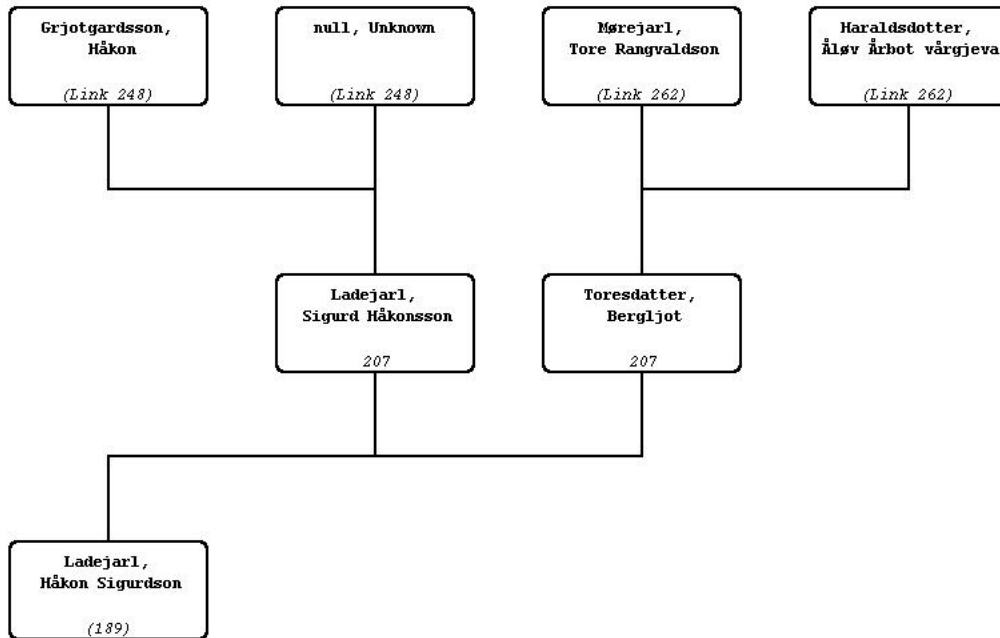 Grjotgardsson,
Håkon
(Link 248)
null, Unknown
(Link 248)
Mørejarl,
Tore Rangvaldson
(Link 262)
Haraldsdotter,
Åløv Årbot vårgjeva
(Link 262)
Ladejarl,
Sigurd Håkonsson
207
Toresdatter,
Bergljot
207
Ladejarl,
Håkon Sigurdson
(189)